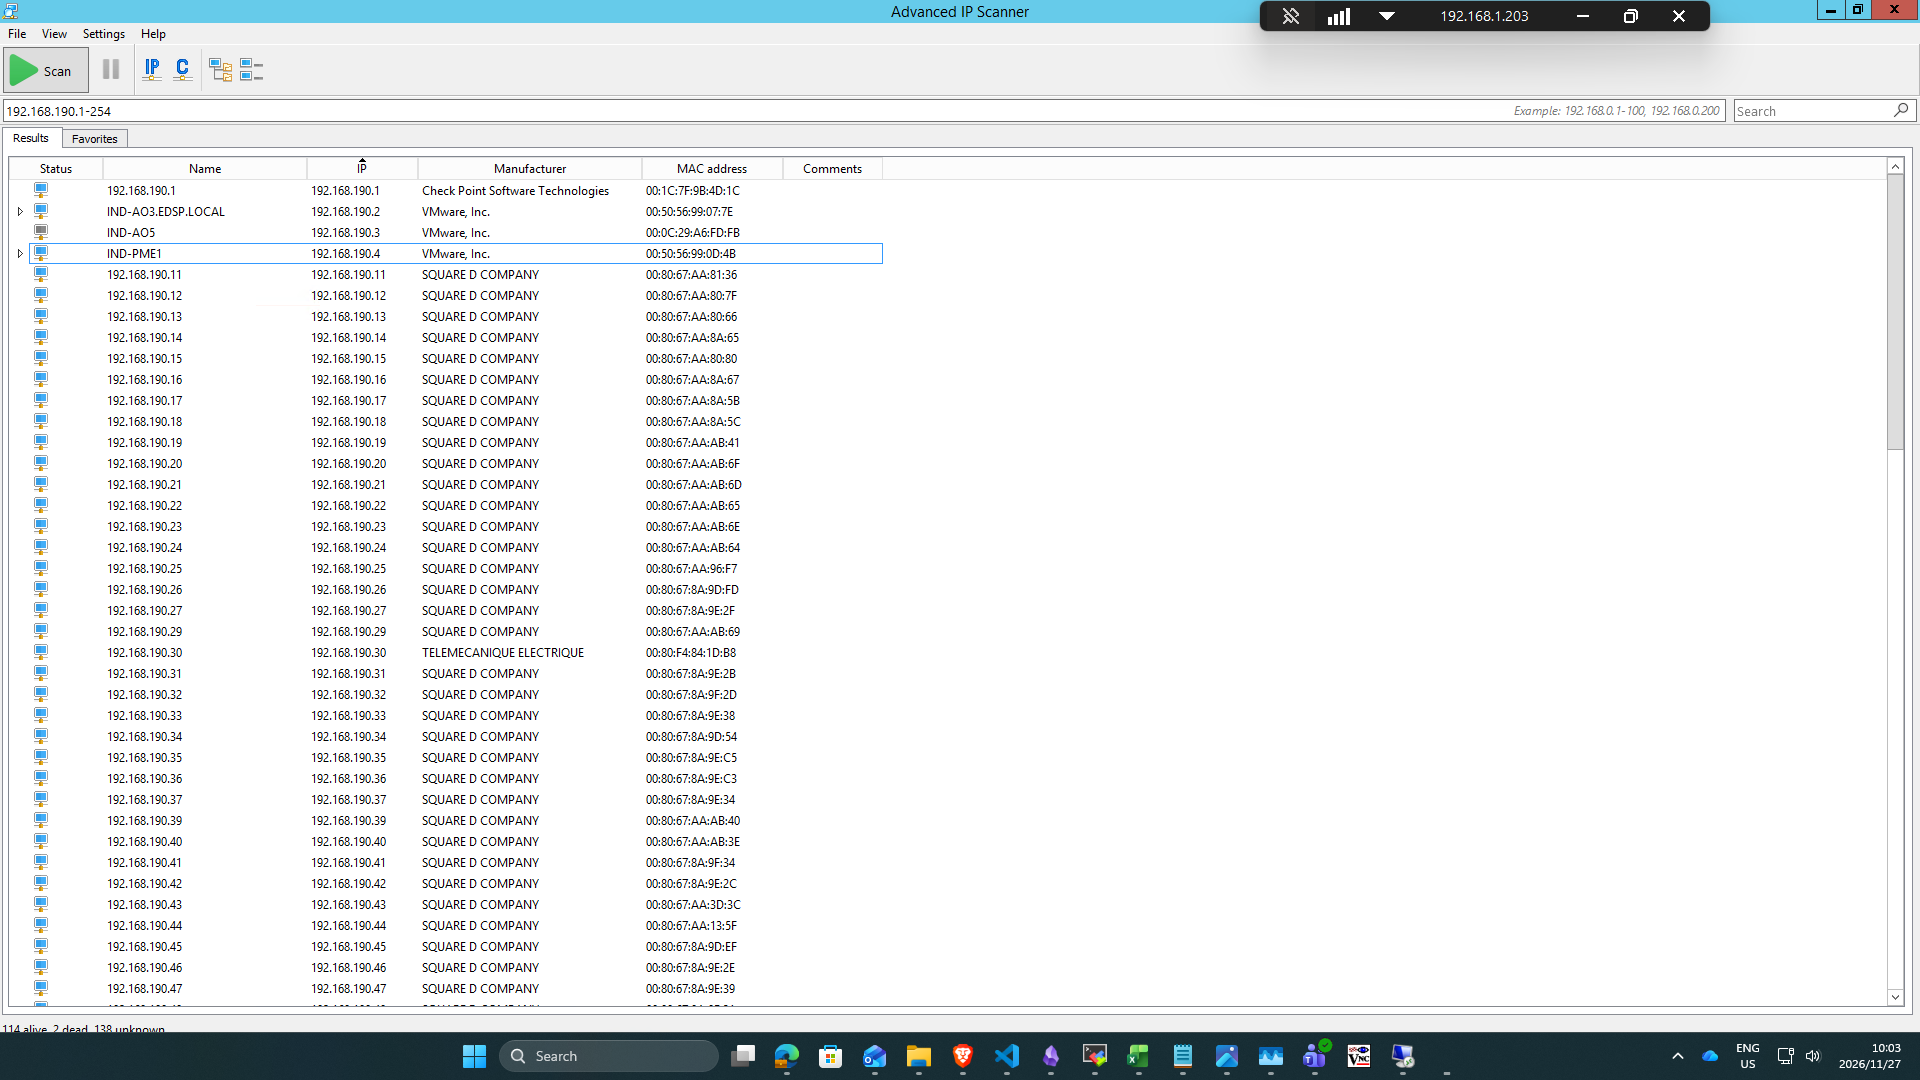 Advanced IP Scanner
192.168.1.203
File View Settings Help
Scan IP C
192.168.190.1-254 Example: 192.168.0.1-100, 192.168.0.200 Search
Results Favorites
Status Name IP Manufacturer MAC address Comments
192.168.190.1 192.168.190.1 Check Point Software Technologies 00:1C:7F:9B:4D:1C
IND-AO3.EDSP.LOCAL 192.168.190.2 VMware, Inc. 00:50:56:99:07:7E
IND-AO5 192.168.190.3 VMware, Inc. 00:0C:29:A6:FD:FB
IND-PME1 192.168.190.4 VMware, Inc. 00:50:56:99:0D:4B
192.168.190.11 192.168.190.11 SQUARE D COMPANY 00:80:67:AA:81:36
192.168.190.12 192.168.190.12 SQUARE D COMPANY 00:80:67:AA:80:7F
192.168.190.13 192.168.190.13 SQUARE D COMPANY 00:80:67:AA:80:66
192.168.190.14 192.168.190.14 SQUARE D COMPANY 00:80:67:AA:8A:65
192.168.190.15 192.168.190.15 SQUARE D COMPANY 00:80:67:AA:80:80
192.168.190.16 192.168.190.16 SQUARE D COMPANY 00:80:67:AA:8A:67
192.168.190.17 192.168.190.17 SQUARE D COMPANY 00:80:67:AA:8A:5B
192.168.190.18 192.168.190.18 SQUARE D COMPANY 00:80:67:AA:8A:5C
192.168.190.19 192.168.190.19 SQUARE D COMPANY 00:80:67:AA:AB:41
192.168.190.20 192.168.190.20 SQUARE D COMPANY 00:80:67:AA:AB:6F
192.168.190.21 192.168.190.21 SQUARE D COMPANY 00:80:67:AA:AB:6D
192.168.190.22 192.168.190.22 SQUARE D COMPANY 00:80:67:AA:AB:65
192.168.190.23 192.168.190.23 SQUARE D COMPANY 00:80:67:AA:AB:6E
192.168.190.24 192.168.190.24 SQUARE D COMPANY 00:80:67:AA:AB:64
192.168.190.25 192.168.190.25 SQUARE D COMPANY 00:80:67:AA:96:F7
192.168.190.26 192.168.190.26 SQUARE D COMPANY 00:80:67:8A:9D:FD
192.168.190.27 192.168.190.27 SQUARE D COMPANY 00:80:67:8A:9E:2F
192.168.190.29 192.168.190.29 SQUARE D COMPANY 00:80:67:AA:AB:69
192.168.190.30 192.168.190.30 TELEMECANIQUE ELECTRIQUE 00:80:F4:84:1D:B8
192.168.190.31 192.168.190.31 SQUARE D COMPANY 00:80:67:8A:9E:2B
192.168.190.32 192.168.190.32 SQUARE D COMPANY 00:80:67:8A:9F:2D
192.168.190.33 192.168.190.33 SQUARE D COMPANY 00:80:67:8A:9E:38
192.168.190.34 192.168.190.34 SQUARE D COMPANY 00:80:67:8A:9D:54
192.168.190.35 192.168.190.35 SQUARE D COMPANY 00:80:67:8A:9E:C5
192.168.190.36 192.168.190.36 SQUARE D COMPANY 00:80:67:8A:9E:C3
192.168.190.37 192.168.190.37 SQUARE D COMPANY 00:80:67:8A:9E:34
192.168.190.39 192.168.190.39 SQUARE D COMPANY 00:80:67:AA:AB:40
192.168.190.40 192.168.190.40 SQUARE D COMPANY 00:80:67:AA:AB:3E
192.168.190.41 192.168.190.41 SQUARE D COMPANY 00:80:67:8A:9F:34
192.168.190.42 192.168.190.42 SQUARE D COMPANY 00:80:67:8A:9E:2C
192.168.190.43 192.168.190.43 SQUARE D COMPANY 00:80:67:AA:3D:3C
192.168.190.44 192.168.190.44 SQUARE D COMPANY 00:80:67:AA:13:5F
192.168.190.45 192.168.190.45 SQUARE D COMPANY 00:80:67:8A:9D:EF
192.168.190.46 192.168.190.46 SQUARE D COMPANY 00:80:67:8A:9E:2E
192.168.190.47 192.168.190.47 SQUARE D COMPANY 00:80:67:8A:9E:39
114 alive, 2 dead, 138 unknown
Search
ENG
US
10:03
2026/11/27